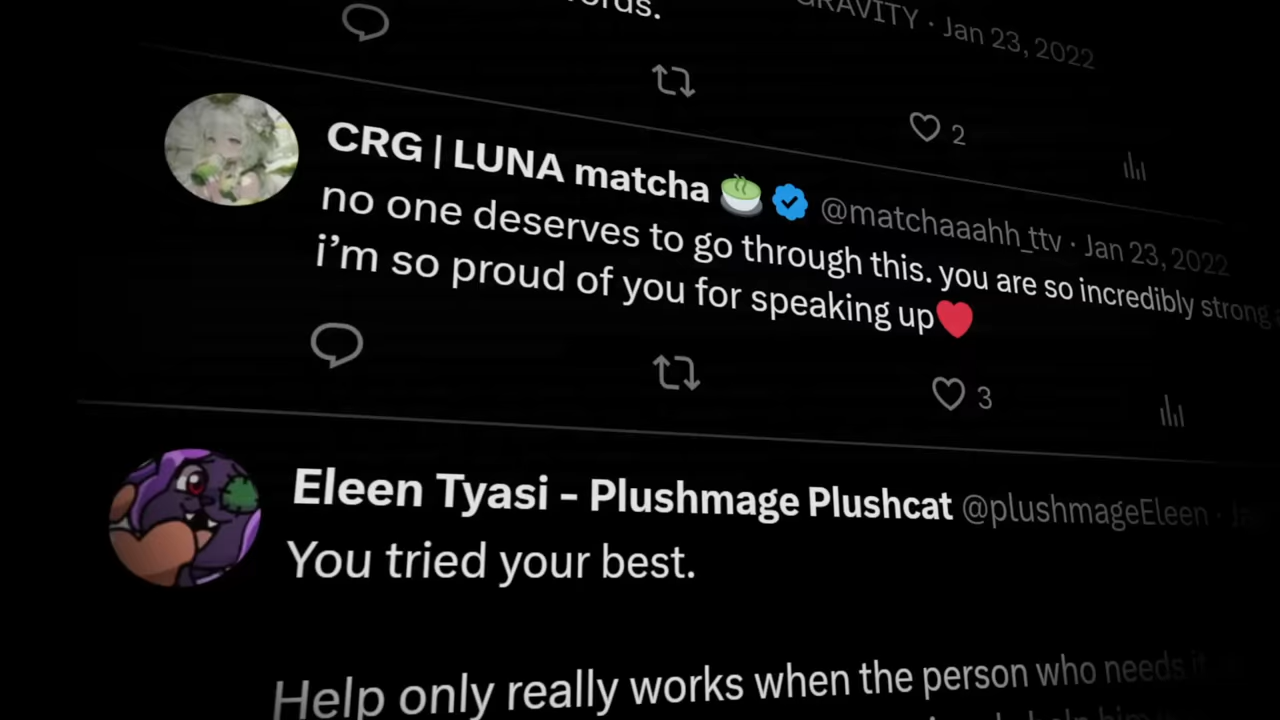 GRAVITY · Jan 23, 2022
2
CRG | LUNA matcha 🍵 @matchaaahh_ttv · Jan 23, 2022
no one deserves to go through this. you are so incredibly strong
i’m so proud of you for speaking up❤️
3
Eleen Tyasi - Plushmage Plushcat @plushmageEleen ·
You tried your best.
Help only really works when the person who needs it